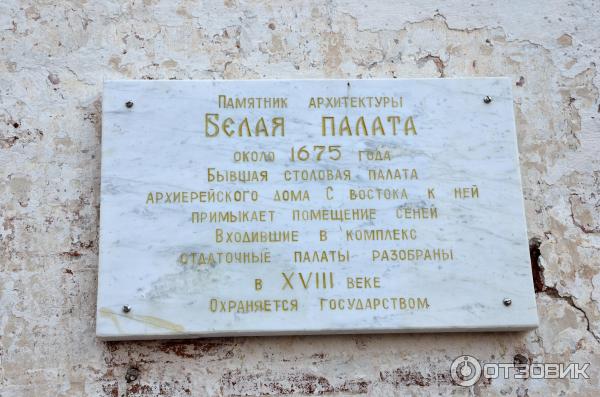 Памятник архитектуры
Белая палата
около 1675 года
Бывшая столовая палата
архиерейского дома С востока к ней
примыкает помещение сеней
Входившие в комплекс
отдаточные палаты разобраны
в XVIII веке
Охраняется государством
ОТЗОВИК